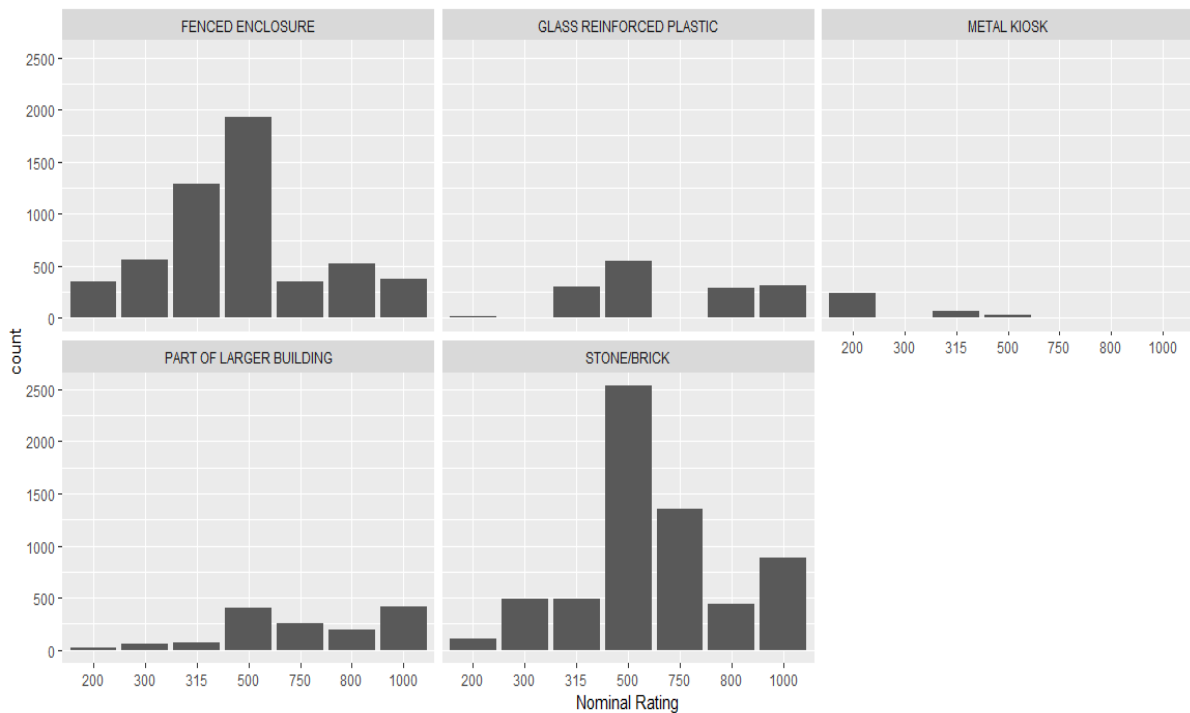 FENCED ENCLOSURE GLASS REINFORCED PLASTIC METAL KIOSK
2500
2000
1500
1000
500
0
200 300 315 500 750 800 1000
count
PART OF LARGER BUILDING STONE/BRICK
2500
2000
1500
1000
500
0
200 300 315 500 750 800 1000 200 300 315 500 750 800 1000
Nominal Rating